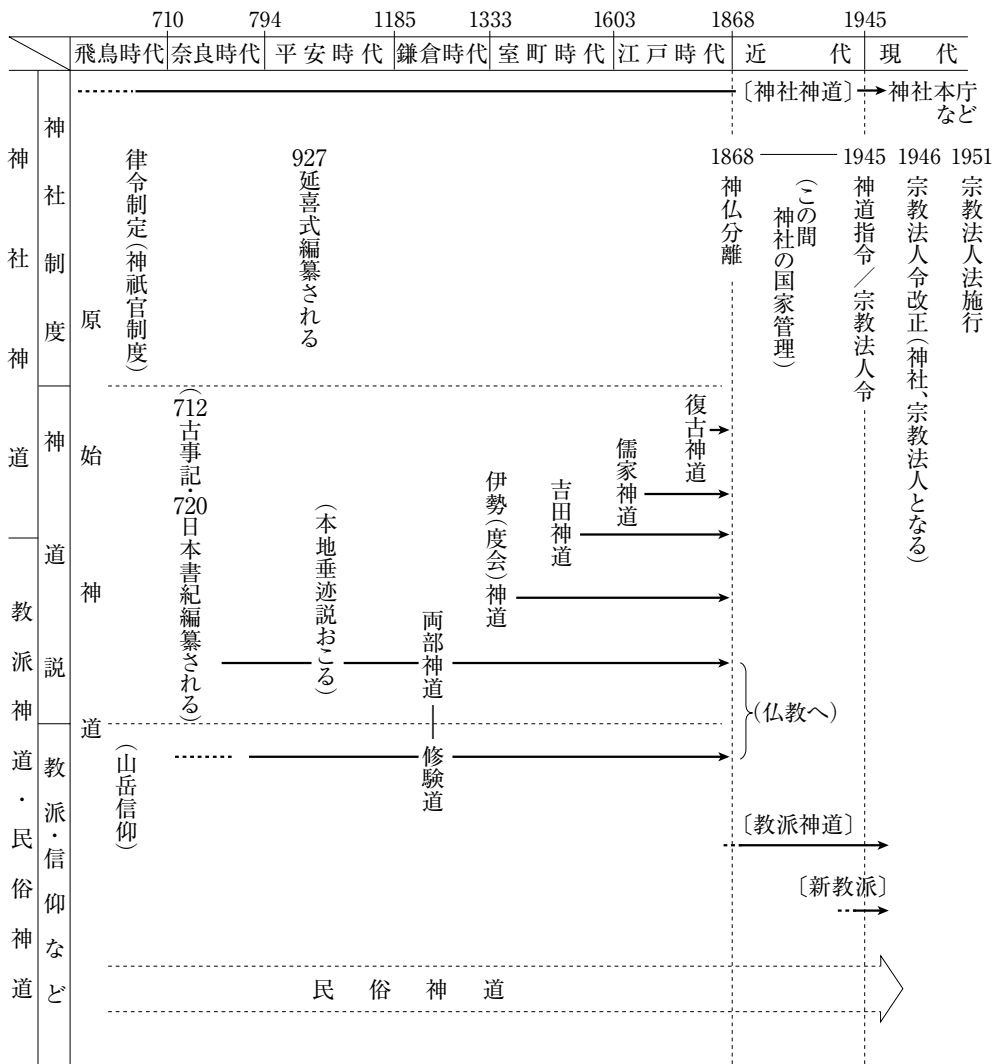 710 794 1185 1333 1603 1868 1945
飛鳥時代 奈良時代 平安時代 鎌倉時代 室町時代 江戸時代 近代 現代
神社神道
教派神道・民俗神道
神社制度
神道説
教派・信仰など
原始神道
〔神社神道〕
神社本庁
など
律令制定(神祇官制度)
927
延喜式編纂される
1868
神仏分離
(この間
神社の国家管理)
1945
神道指令/宗教法人令
1946
宗教法人令改正(神社、宗教法人となる)
1951
宗教法人法施行
(712古事記・720日本書紀編纂される)
(本地垂迹説おこる)
両部神道
伊勢(度会)神道
吉田神道
儒家神道
復古神道
(仏教へ)
(山岳信仰)
修験道
〔教派神道〕
〔新教派〕
民俗神道